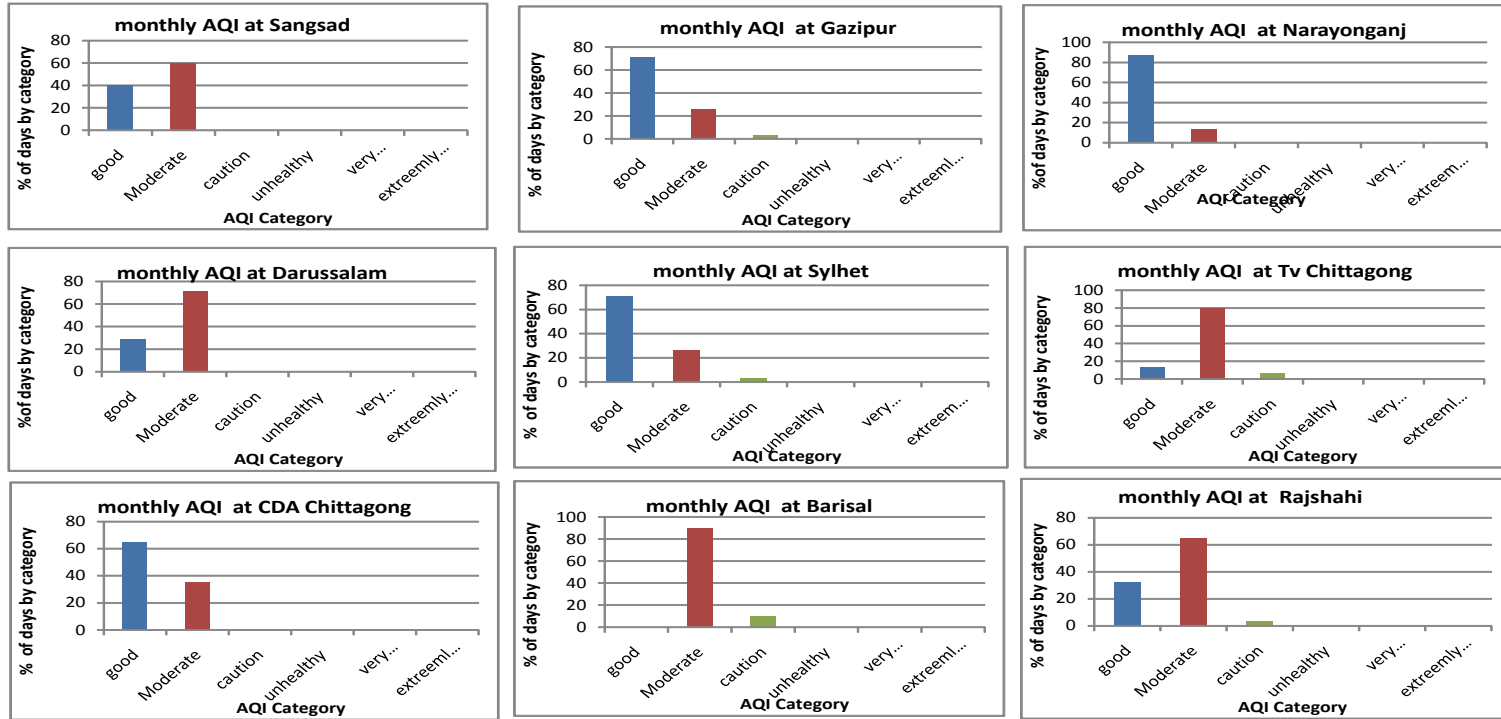 monthly AQI at Sangsad
% of days by category
80
60
40
20
0
good
Moderate
caution
unhealthy
very...
extreemly...
AQI Category
monthly AQI at Gazipur
% of days by category
80
60
40
20
0
good
Moderate
caution
unhealthy
very...
extreeml...
AQI Category
monthly AQI at Narayonganj
%of days by category
100
80
60
40
20
0
good
Moderate
caution
unhealthy
very...
extreem...
AQI Category
monthly AQI at Darussalam
%of days by category
80
60
40
20
0
good
Moderate
caution
unhealthy
very...
extreemly...
AQI Category
monthly AQI at Sylhet
% of days by category
80
60
40
20
0
good
Moderate
caution
unhealthy
very...
extreem...
AQI Category
monthly AQI at Tv Chittagong
% of days by category
100
80
60
40
20
0
good
Moderate
caution
unhealthy
very...
extreeml...
AQI Category
monthly AQI at CDA Chittagong
% of days by category
80
60
40
20
0
good
Moderate
caution
unhealthy
very...
extreeml...
AQI Category
monthly AQI at Barisal
% of days by category
100
80
60
40
20
0
good
Moderate
caution
unhealthy
very...
extreeml...
AQI Category
monthly AQI at Rajshahi
% of days by category
80
60
40
20
0
good
Moderate
caution
unhealthy
very...
extreemly...
AQI Category